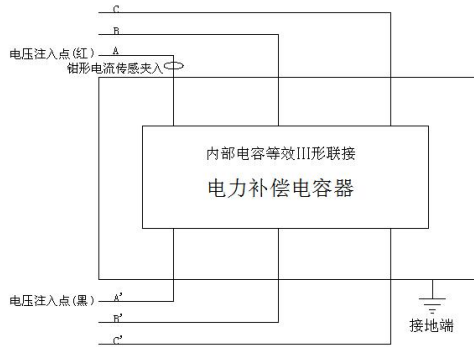 C
B
电压注入点(红) A
钳形电流传感夹入
内部电容等效III形联接
电力补偿电容器
电压注入点(黑) A'
B'
C'
接地端